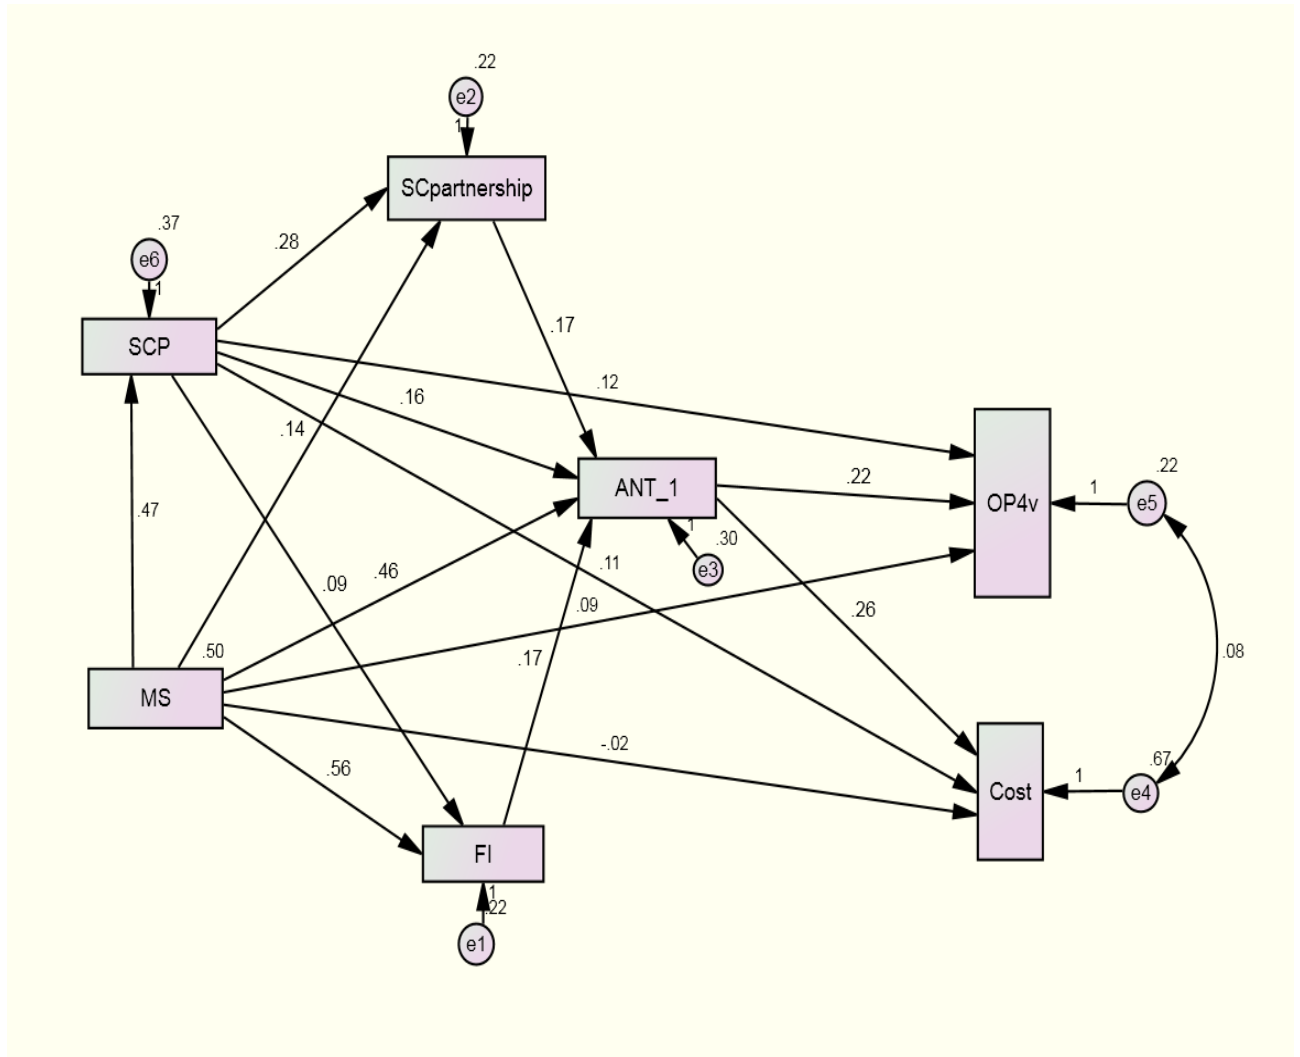 .22
e2
1
SCpartnership
.37
e6
1
.28
SCP
.17
.12
.16
.14
ANT_1
.22
OP4v
1
.22
e5
.47
1
.30
e3
.11
.46
.09
.09
.26
.17
.50
.08
MS
-.02
.56
Cost
1
.67
e4
FI
1
.22
e1